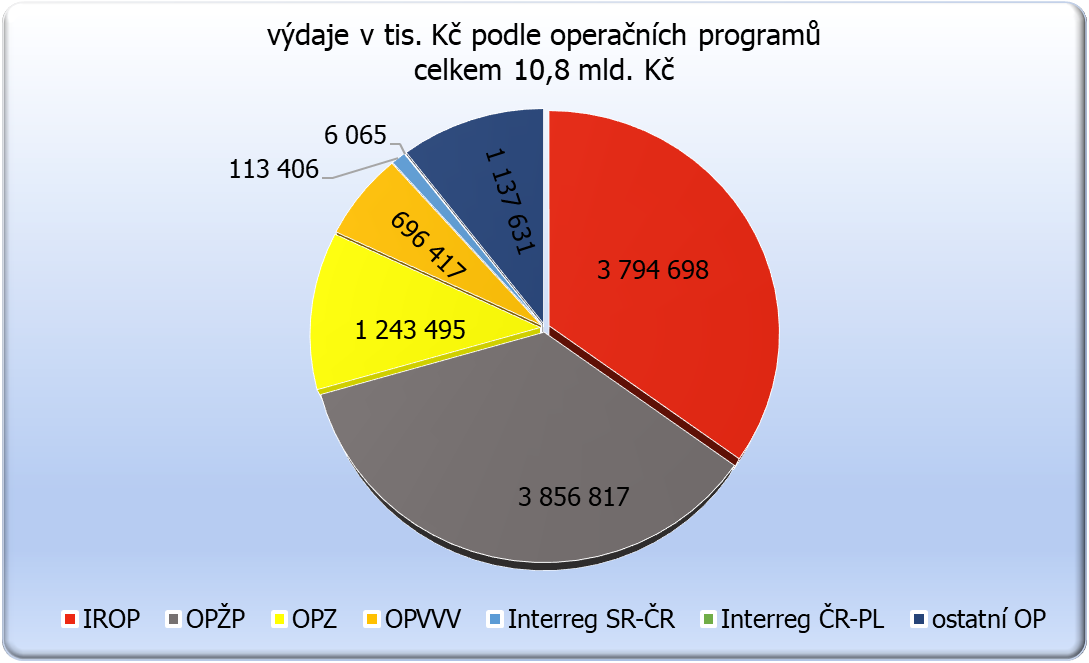 výdaje v tis. Kč podle operačních programů
celkem 10,8 mld. Kč
6 065
113 406
1 137 631
696 417
3 794 698
1 243 495
3 856 817
IROP OPŽP OPZ OPVVV Interreg SR-ČR Interreg ČR-PL ostatní OP